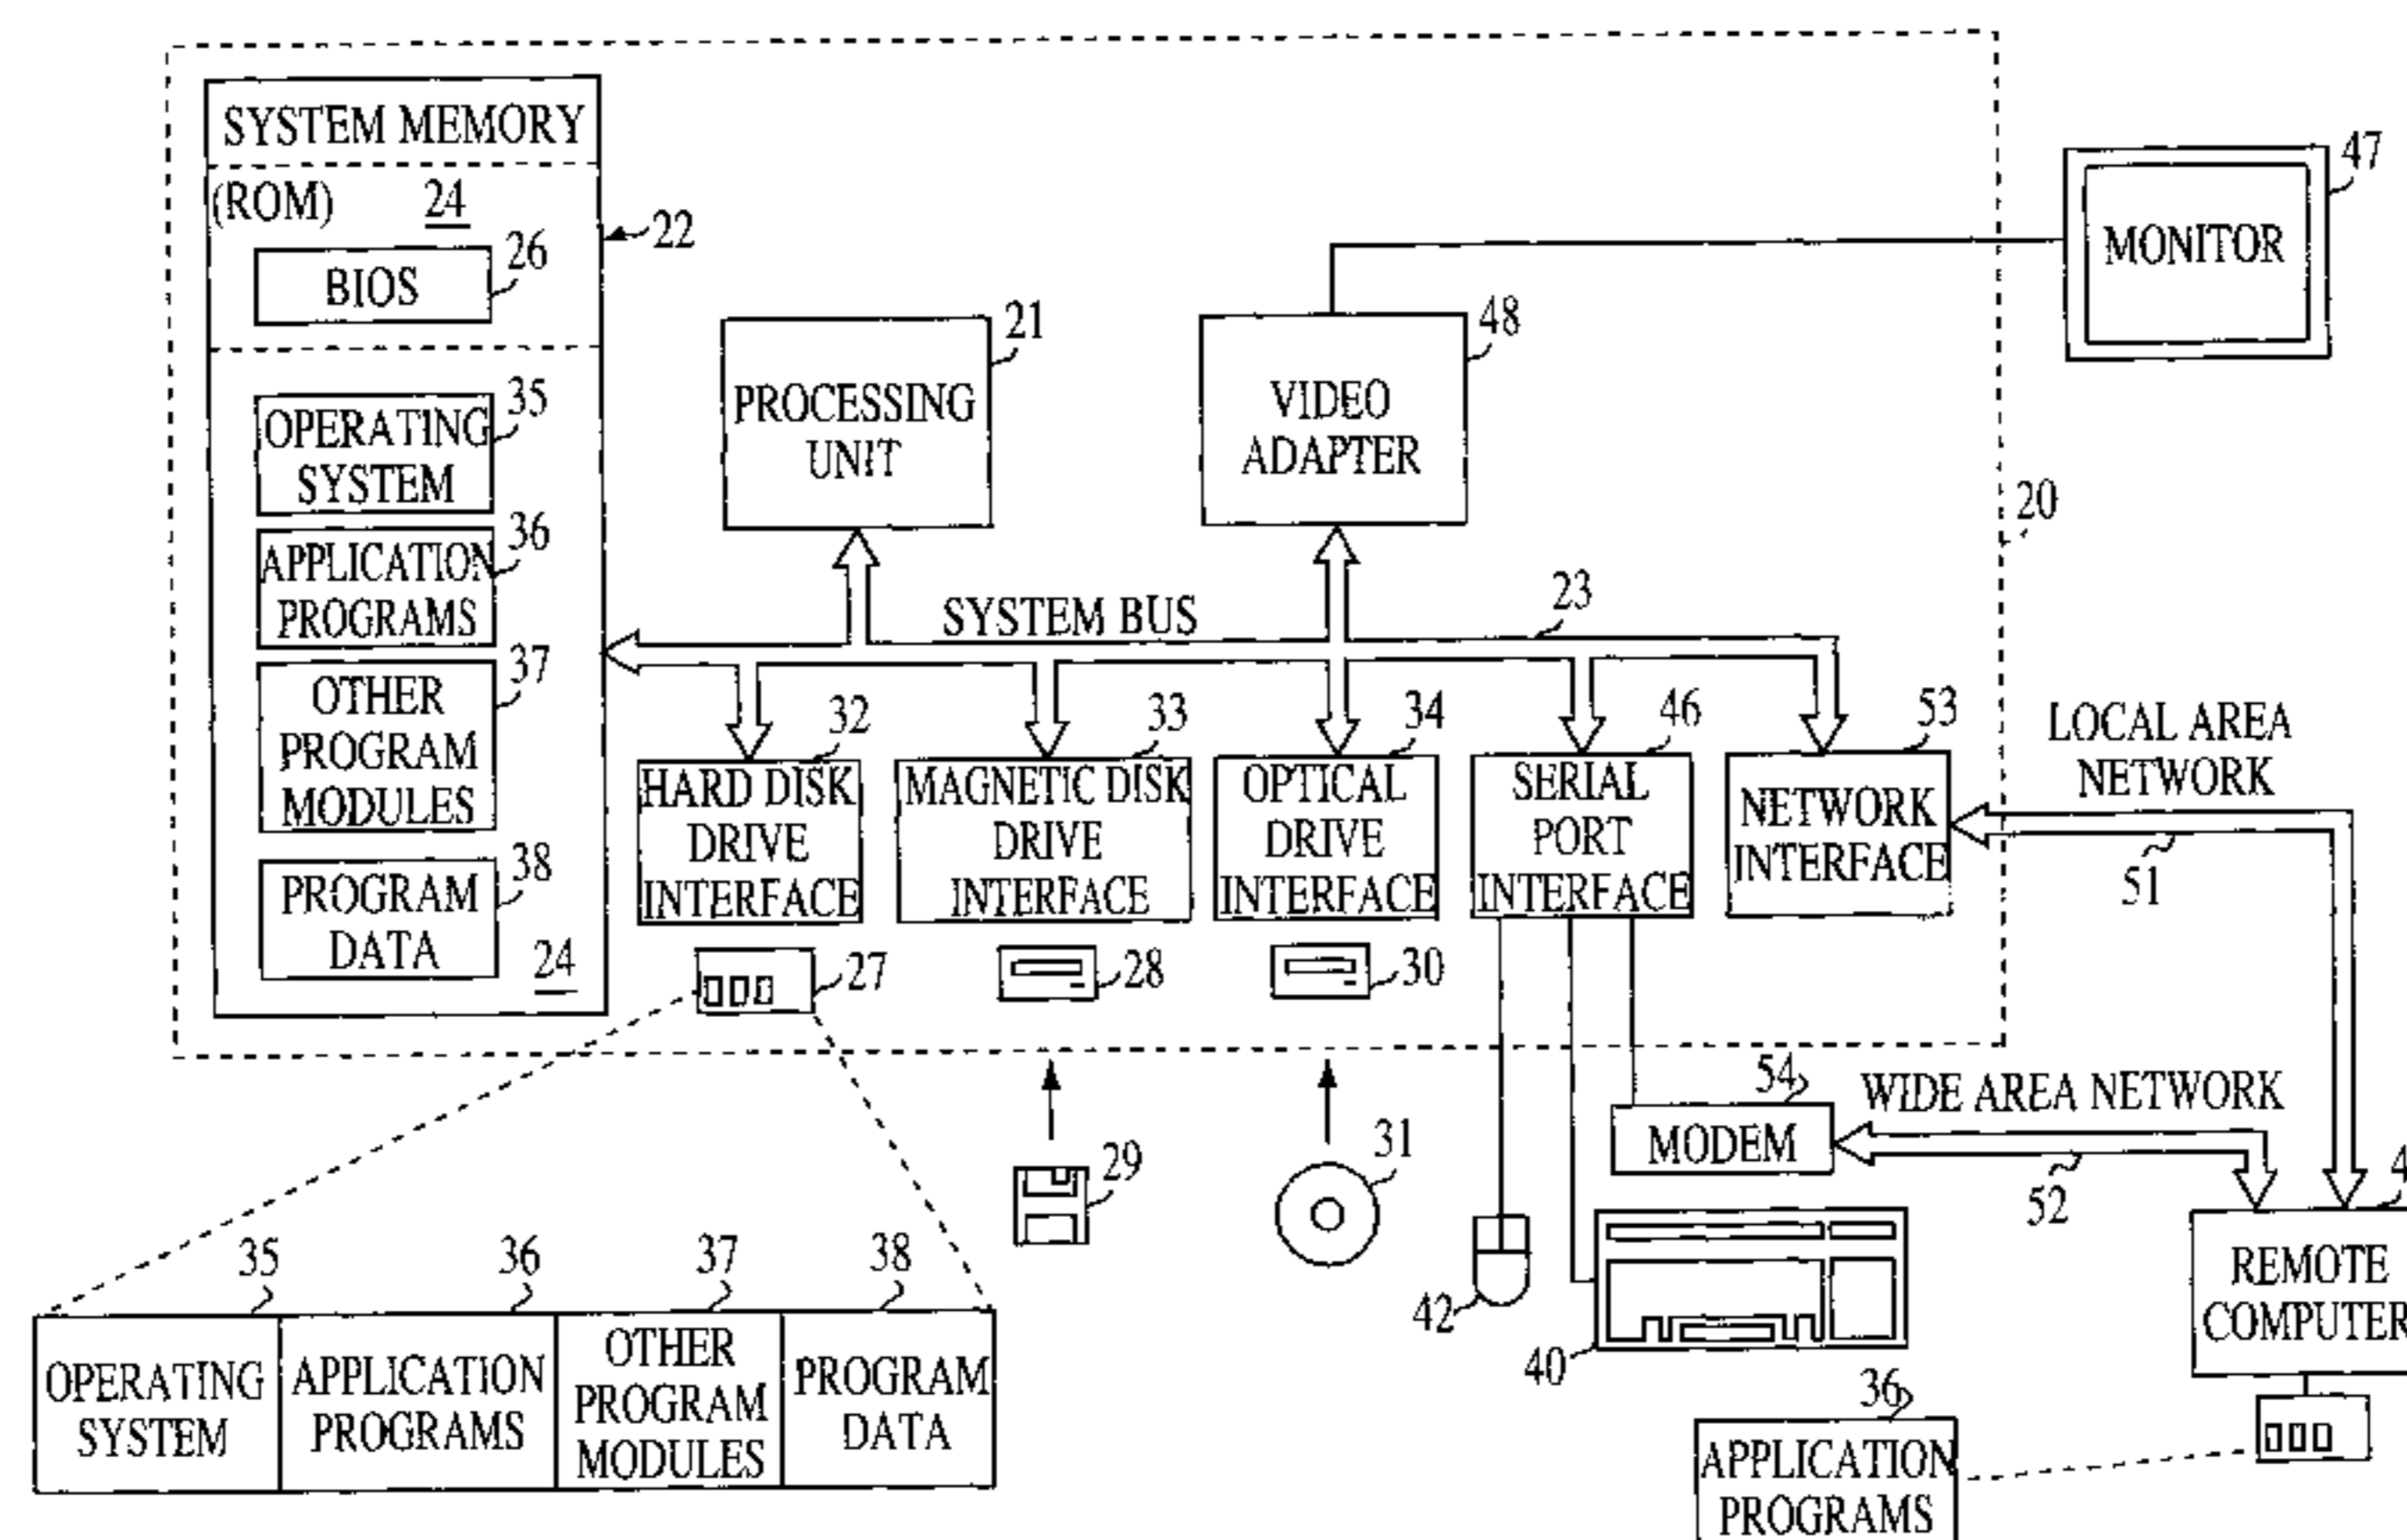 SYSTEM MEMORY
(ROM) 24
26
BIOS
22
35
OPERATING
SYSTEM
36
APPLICATION
PROGRAMS
37
OTHER
PROGRAM
MODULES
38
PROGRAM
DATA
24
21
PROCESSING
UNIT
48
VIDEO
ADAPTER
47
MONITOR
20
SYSTEM BUS
23
32
HARD DISK
DRIVE
INTERFACE
33
MAGNETIC DISK
DRIVE
INTERFACE
34
OPTICAL
DRIVE
INTERFACE
46
SERIAL
PORT
INTERFACE
53
NETWORK
INTERFACE
LOCAL AREA
NETWORK
51
27
28
30
54
MODEM
WIDE AREA NETWORK
52
29
31
42
40
REMOTE
COMPUTER
35
OPERATING
SYSTEM
36
APPLICATION
PROGRAMS
37
OTHER
PROGRAM
MODULES
38
PROGRAM
DATA
36
APPLICATION
PROGRAMS